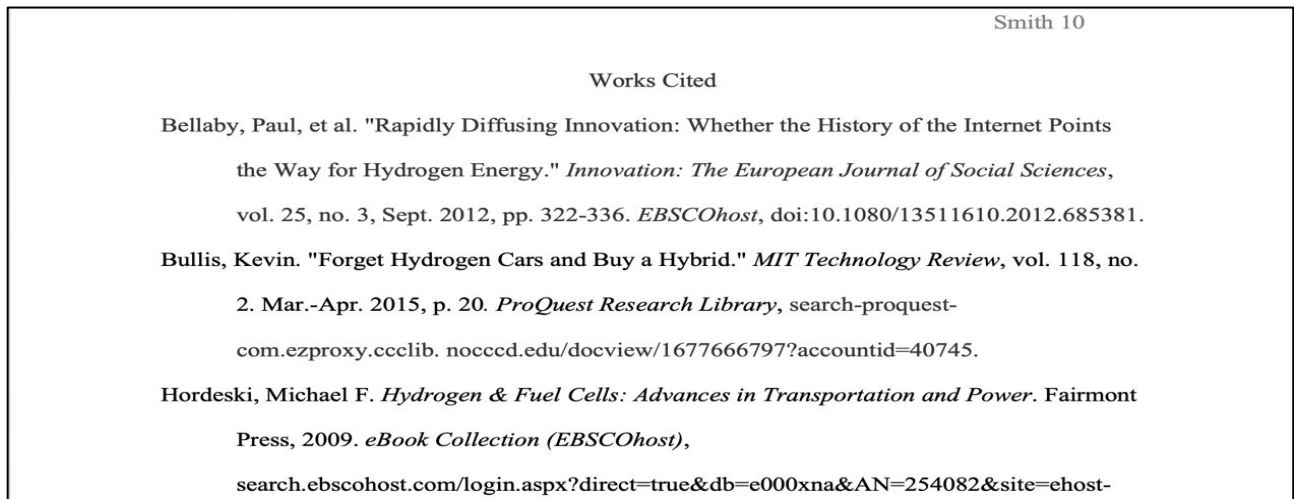 Smith 10
Works Cited
Bellaby, Paul, et al. "Rapidly Diffusing Innovation: Whether the History of the Internet Points
the Way for Hydrogen Energy." Innovation: The European Journal of Social Sciences,
vol. 25, no. 3, Sept. 2012, pp. 322-336. EBSCOhost, doi:10.1080/13511610.2012.685381.
Bullis, Kevin. "Forget Hydrogen Cars and Buy a Hybrid." MIT Technology Review, vol. 118, no.
2. Mar.-Apr. 2015, p. 20. ProQuest Research Library, search-proquest-
com.ezproxy.ccclib. nocccd.edu/docview/1677666797?accountid=40745.
Hordeski, Michael F. Hydrogen & Fuel Cells: Advances in Transportation and Power. Fairmont
Press, 2009. eBook Collection (EBSCOhost),
search.ebscohost.com/login.aspx?direct=true&db=e000xna&AN=254082&site=ehost-